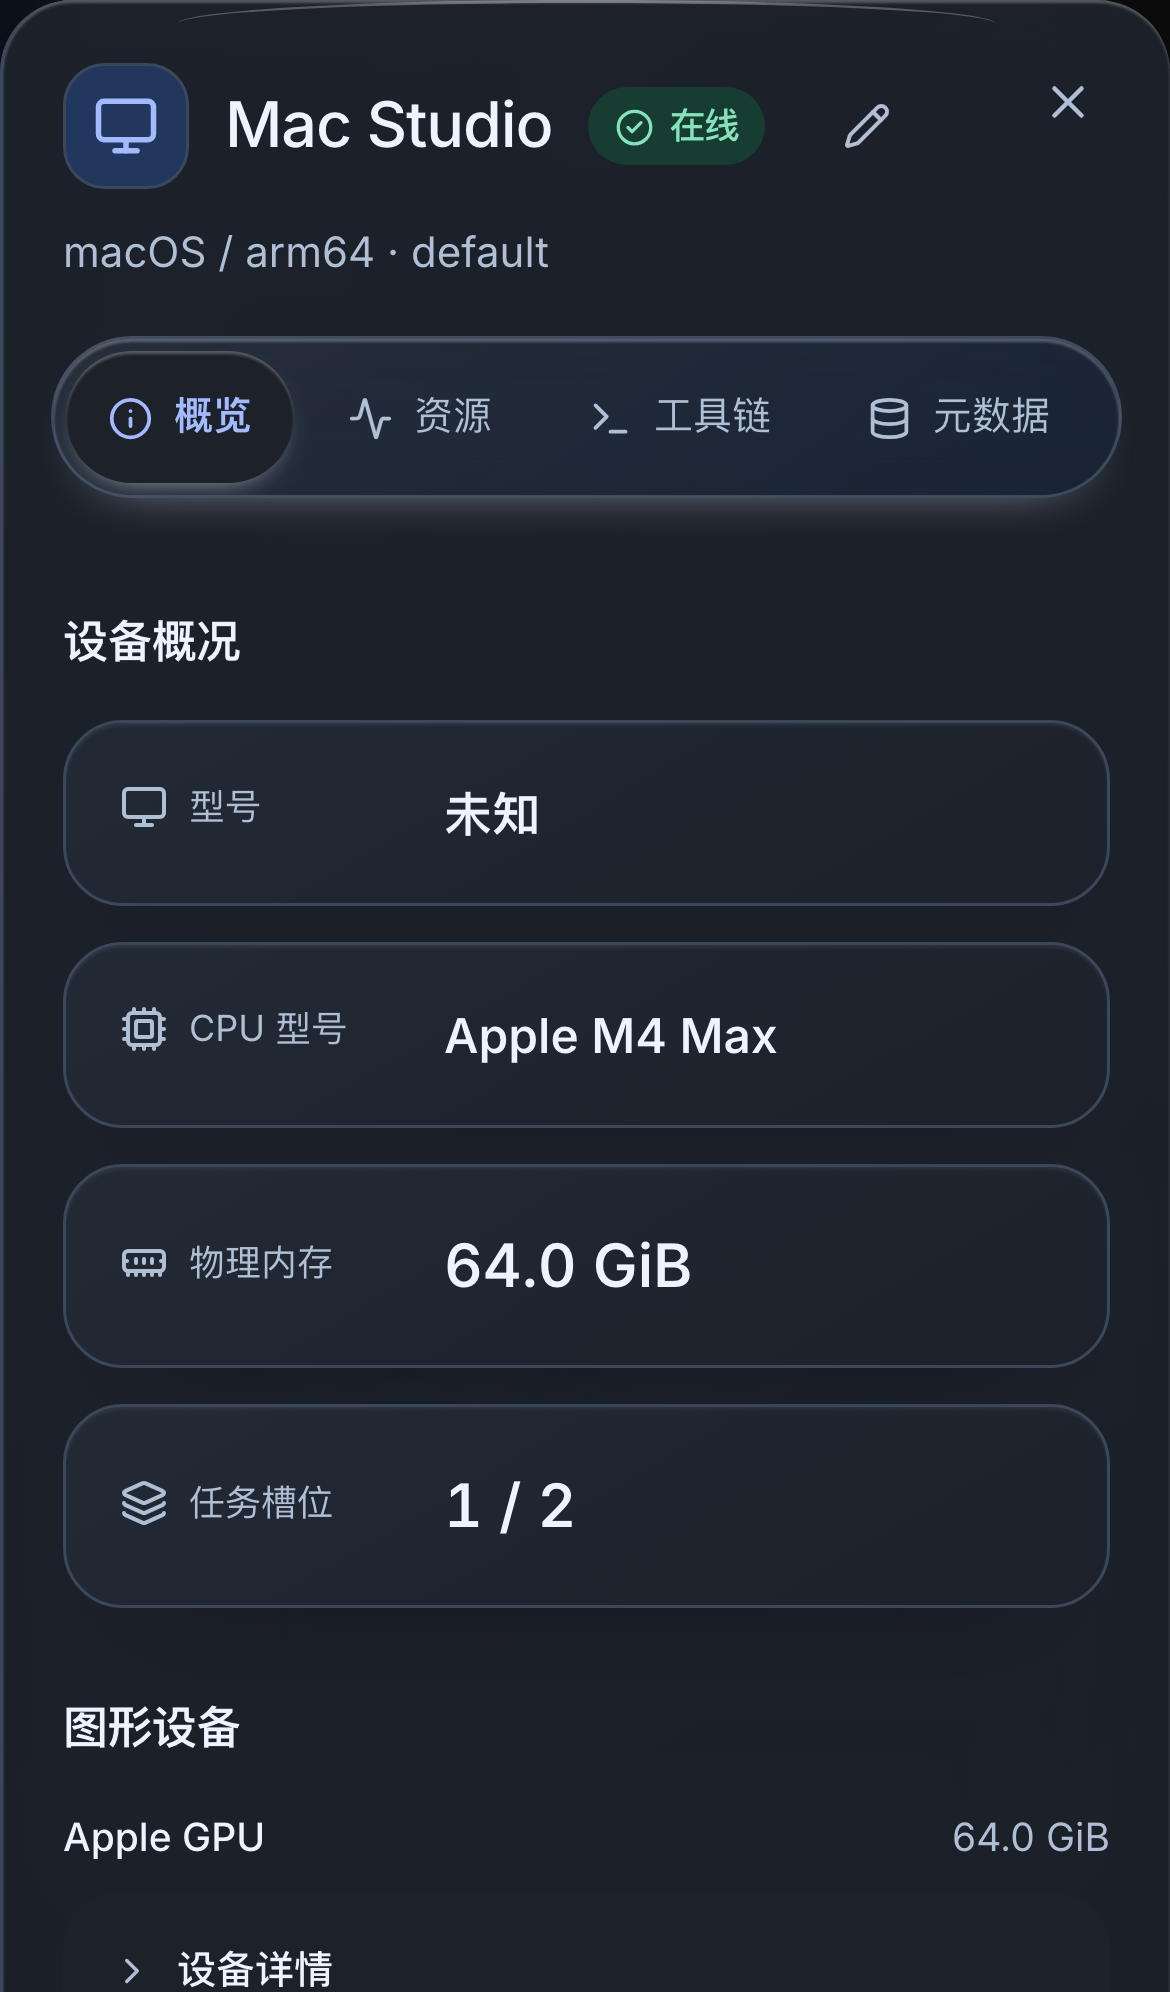 Mac Studio 在线
macOS / arm64 · default
概览 资源 工具链 元数据
设备概况
型号 未知
CPU 型号 Apple M4 Max
物理内存 64.0 GiB
任务槽位 1 / 2
图形设备
Apple GPU 64.0 GiB
设备详情